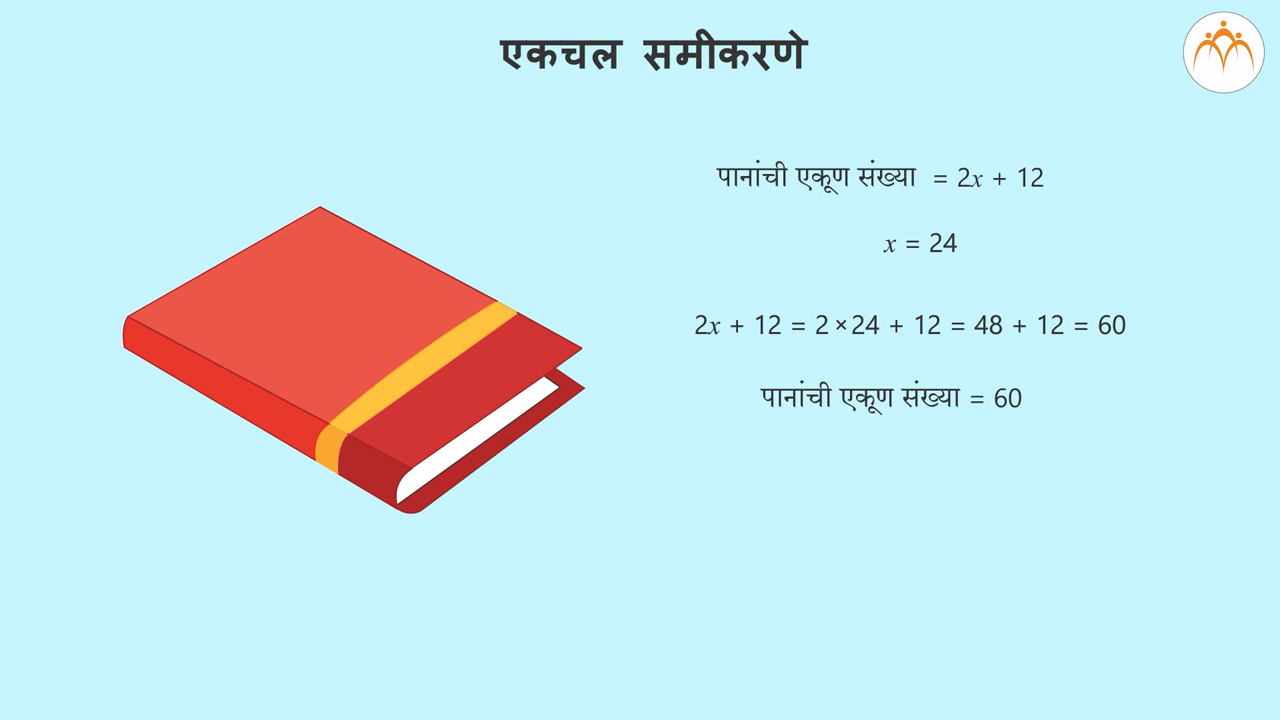 एकचल समीकरणे
पानांची एकूण संख्या = 2x + 12
x = 24
2x + 12 = 2 × 24 + 12 = 48 + 12 = 60
पानांची एकूण संख्या = 60